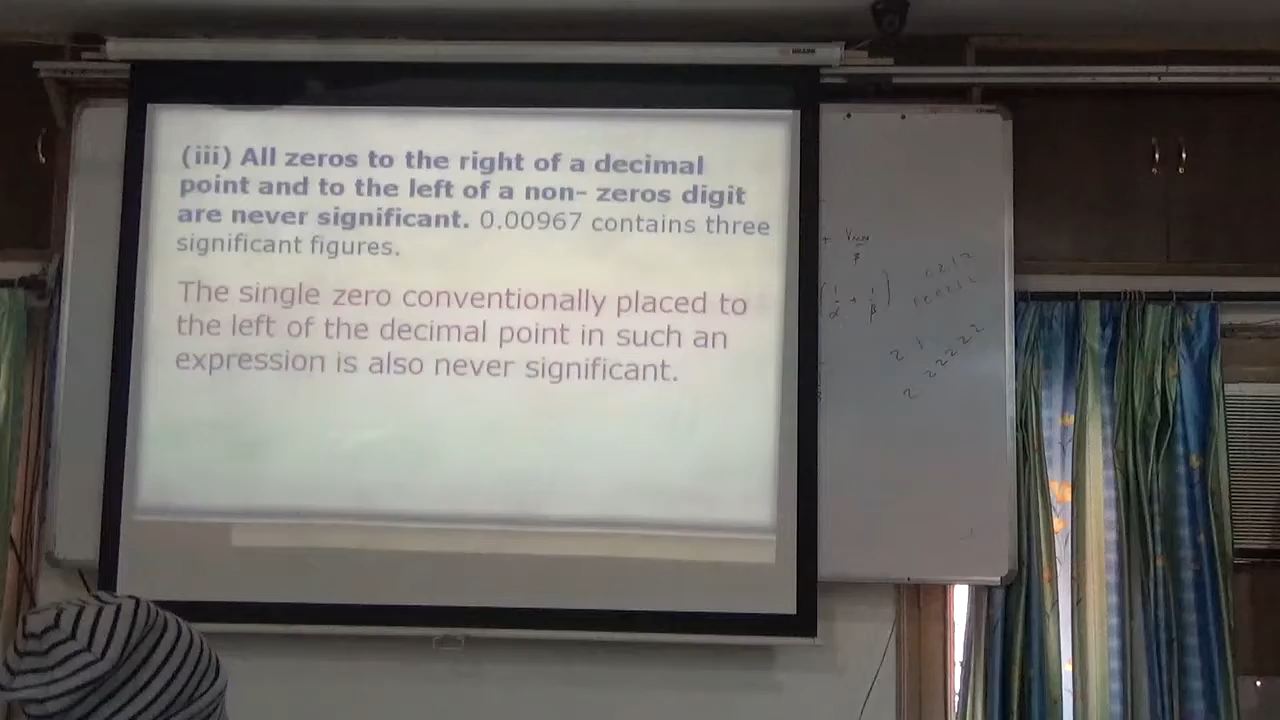 (iii) All zeros to the right of a decimal
point and to the left of a non- zeros digit
are never significant. 0.00967 contains three
significant figures.
The single zero conventionally placed to
the left of the decimal point in such an
expression is also never significant.